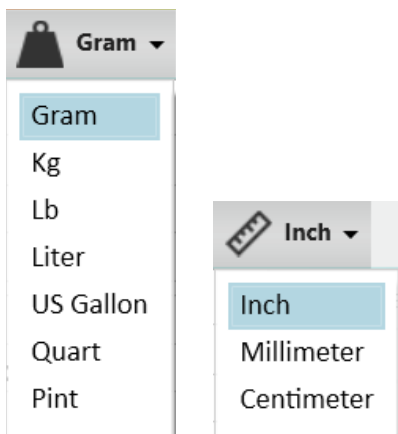 Gram
Gram
Kg
Lb
Liter
US Gallon
Quart
Pint
Inch
Inch
Millimeter
Centimeter